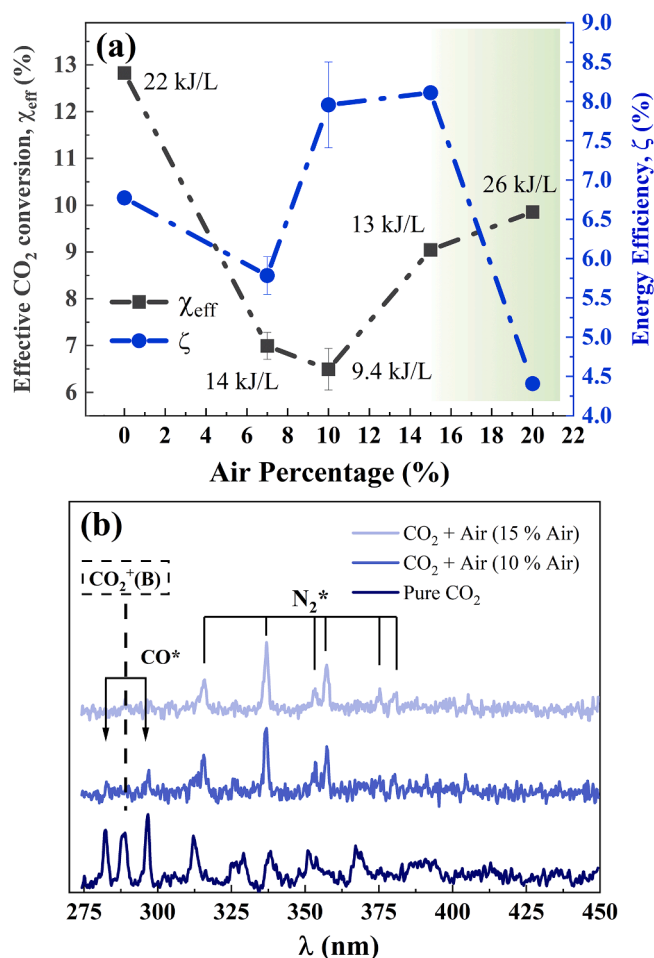 (a)
Effective CO₂ conversion, χeff (%)
13
12
11
10
9
8
7
6
22 kJ/L
14 kJ/L
9.4 kJ/L
13 kJ/L
26 kJ/L
χeff
ζ
9.0
8.5
8.0
7.5
7.0
6.5
6.0
5.5
5.0
4.5
4.0
Energy Efficiency, ζ (%)
0 2 4 6 8 10 12 14 16 18 20 22
Air Percentage (%)
(b)
CO₂ + Air (15 % Air)
CO₂ + Air (10 % Air)
Pure CO₂
CO₂⁺(B)
N₂*
CO*
275 300 325 350 375 400 425 450
λ (nm)